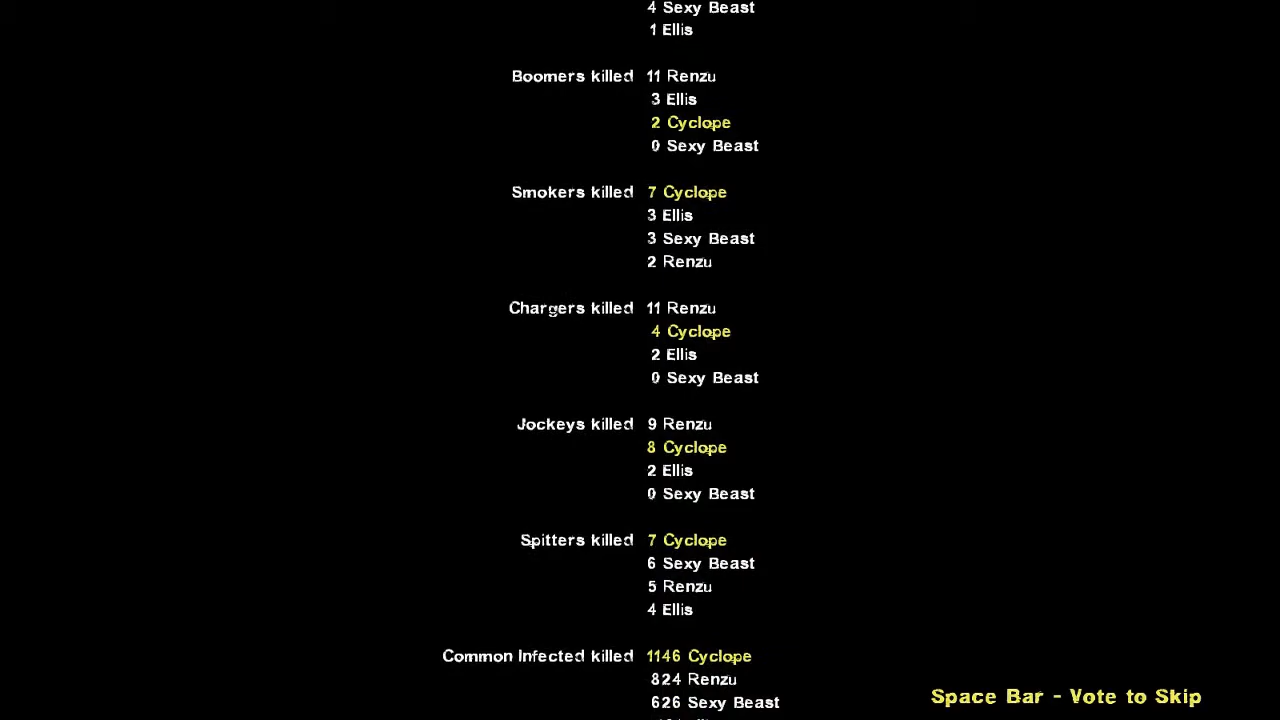 4 Sexy Beast
1 Ellis
Boomers killed 11 Renzu
3 Ellis
2 Cyclope
0 Sexy Beast
Smokers killed 7 Cyclope
3 Ellis
3 Sexy Beast
2 Renzu
Chargers killed 11 Renzu
4 Cyclope
2 Ellis
0 Sexy Beast
Jockeys killed 9 Renzu
8 Cyclope
2 Ellis
0 Sexy Beast
Spitters killed 7 Cyclope
6 Sexy Beast
5 Renzu
4 Ellis
Common Infected killed 1146 Cyclope
824 Renzu
626 Sexy Beast
Space Bar - Vote to Skip